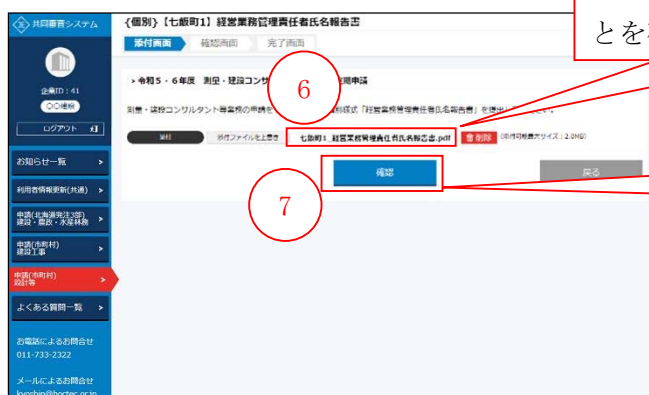 共同審査システム
{個別}【七飯町1】経営業務管理責任者氏名報告書
添付画面
確認画面
完了画面
とを
企業ID:41
〇〇建設
ログアウト
> 令和5・6年度 測量・建設コンサ
期申請
6
測量・建設コンサルタント等業務の申請を
別様式「経営業務管理責任者氏名報告書」を提出し
添付
添付ファイルを上書き
七飯町1_経営業務管理責任者氏名報告書.pdf
削除
(添付可能最大サイズ:2.0MB)
確認
戻る
7
お知らせ一覧 >
利用者情報更新(共通) >
申請(北海道発注3部)
建設・農政・水産林務 >
申請(市町村)
建設工事 >
申請(市町村)
設計等 >
よくある質問一覧 >
お電話によるお問合せ
011-733-2322
メールによるお問合せ
kyoshin@hoctec.or.jp